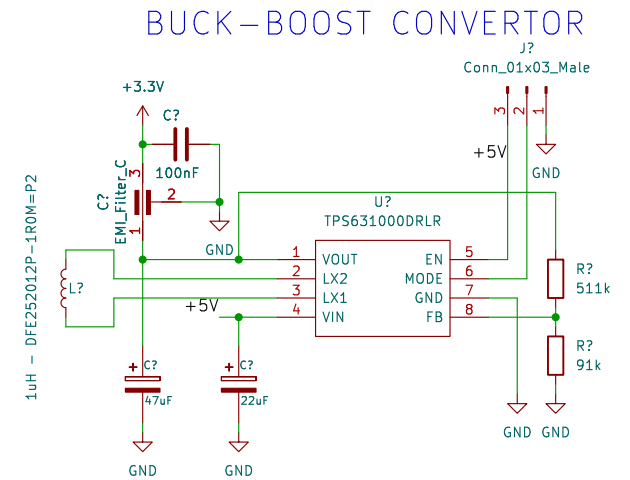 BUCK-BOOST CONVERTOR
J?
Conn_01x03_Male
3
2
1
+5V
GND
+3.3V
C?
100nF
3
C?
EMI_Filter_C
2
1
GND
1uH - DFE252012P-1R0M=P2
L?
U?
TPS631000DRLR
1 VOUT EN 5
2 LX2 MODE 6
3 LX1 GND 7
4 VIN FB 8
+5V
R?
511k
R?
91k
C?
47uF
C?
22uF
GND
GND
GND
GND